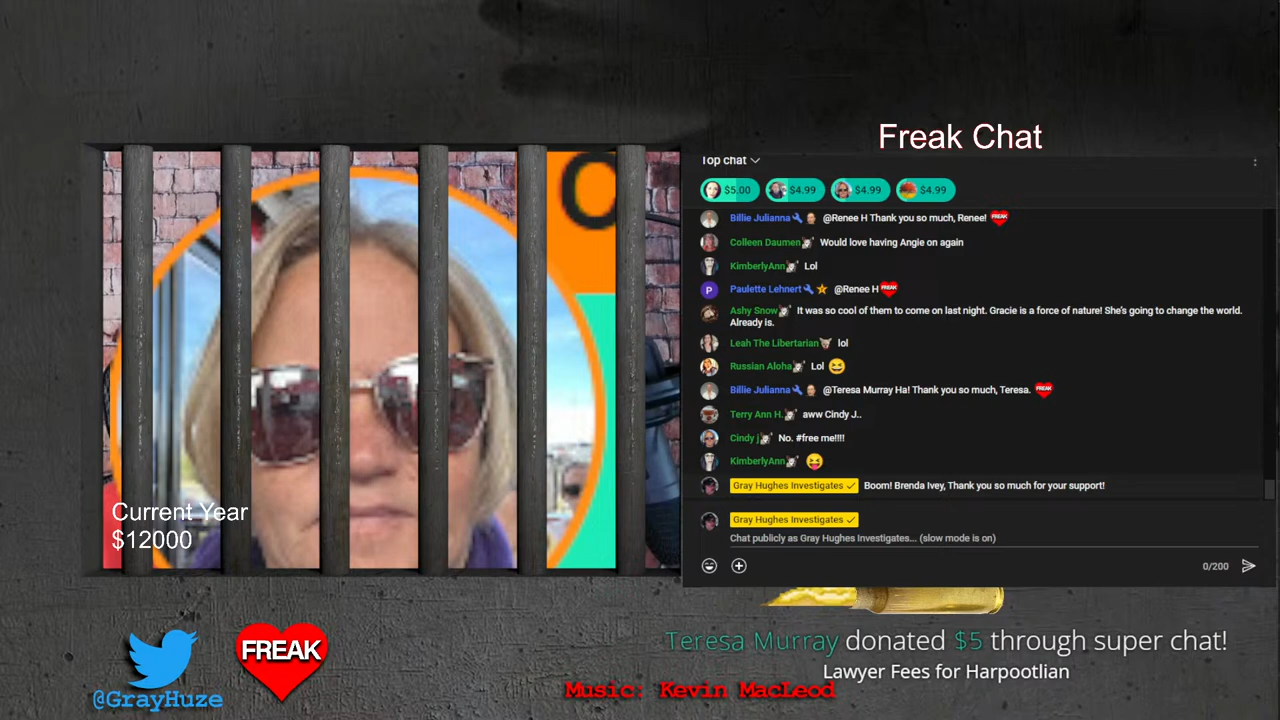 Freak Chat
Top chat
$5.00 $4.99 $4.99 $4.99
Billie Julianna @Renee H Thank you so much, Renee! FREAK
Colleen Daumen Would love having Angie on again
KimberlyAnn Lol
P Paulette Lehnert @Renee H FREAK
Ashy Snow It was so cool of them to come on last night. Gracie is a force of nature! She's going to change the world.
Already is.
Leah The Libertarian lol
Russian Aloha Lol
Billie Julianna @Teresa Murray Ha! Thank you so much, Teresa. FREAK
Terry Ann H. aww Cindy J..
Cindy j No. #free me!!!!
KimberlyAnn
Gray Hughes Investigates Boom! Brenda Ivey, Thank you so much for your support!
Gray Hughes Investigates
Chat publicly as Gray Hughes Investigates... (slow mode is on)
0/200
Current Year
$12000
FREAK
@GrayHuze
Teresa Murray donated $5 through super chat!
Lawyer Fees for Harpootlian
Music: Kevin MacLeod